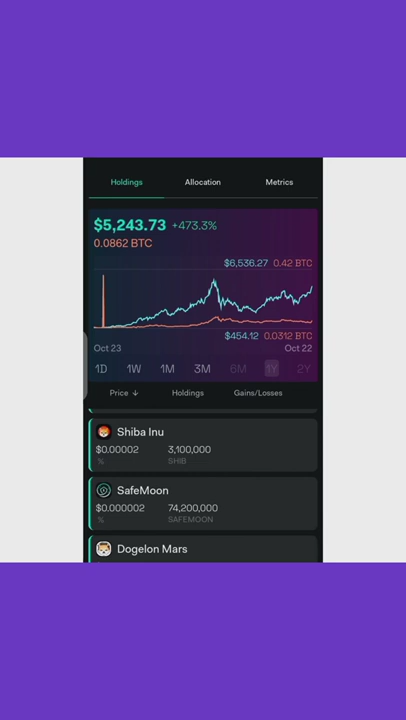 Holdings Allocation Metrics
$5,243.73 +473.3%
0.0862 BTC
$6,536.27 0.42 BTC
$454.12 0.0312 BTC
Oct 23 Oct 22
1D 1W 1M 3M 6M 1Y 2Y
Price ↓ Holdings Gains/Losses
Shiba Inu
$0.00002 3,100,000
% SHIB
SafeMoon
$0.000002 74,200,000
% SAFEMOON
Dogelon Mars